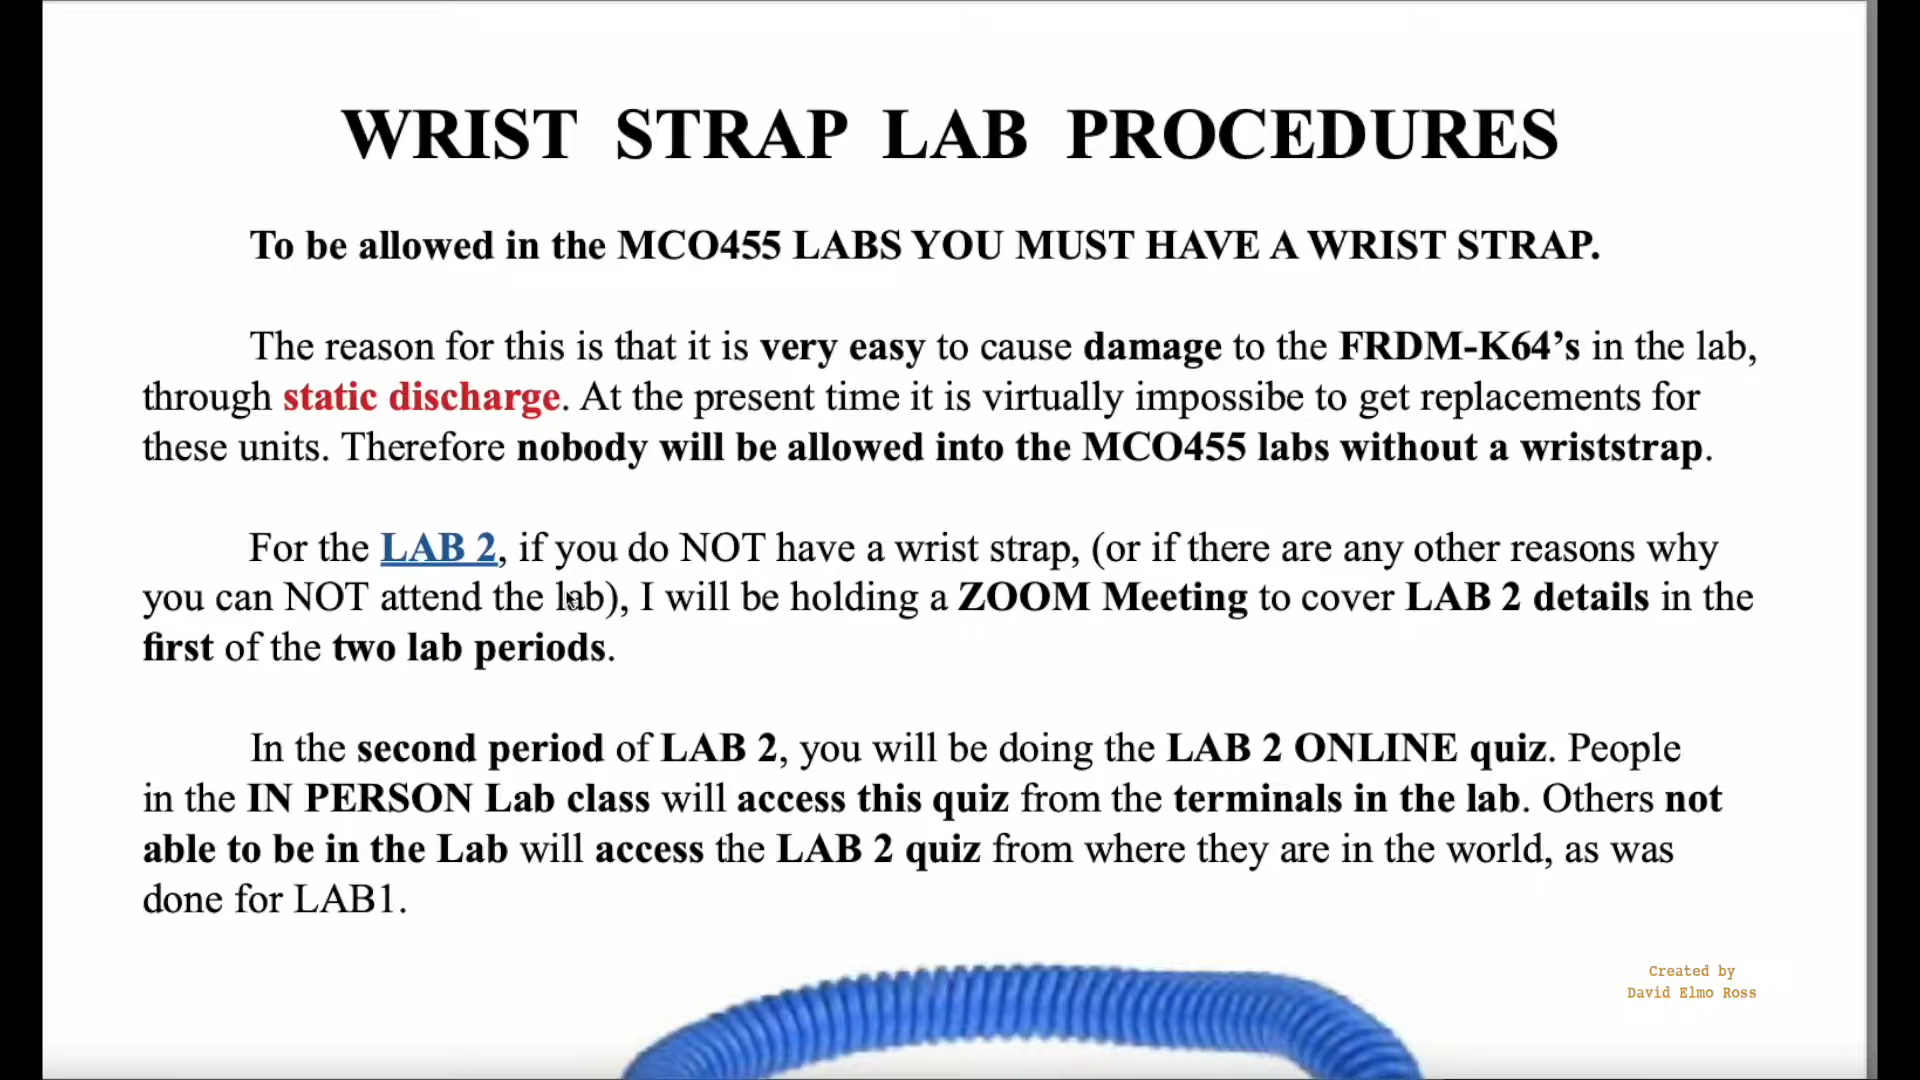 WRIST STRAP LAB PROCEDURES
To be allowed in the MCO455 LABS YOU MUST HAVE A WRIST STRAP.
The reason for this is that it is very easy to cause damage to the FRDM-K64’s in the lab,
through static discharge. At the present time it is virtually impossibe to get replacements for
these units. Therefore nobody will be allowed into the MCO455 labs without a wriststrap.
For the LAB 2, if you do NOT have a wrist strap, (or if there are any other reasons why
you can NOT attend the lab), I will be holding a ZOOM Meeting to cover LAB 2 details in the
first of the two lab periods.
In the second period of LAB 2, you will be doing the LAB 2 ONLINE quiz. People
in the IN PERSON Lab class will access this quiz from the terminals in the lab. Others not
able to be in the Lab will access the LAB 2 quiz from where they are in the world, as was
done for LAB1.
Created by
David Elmo Ross